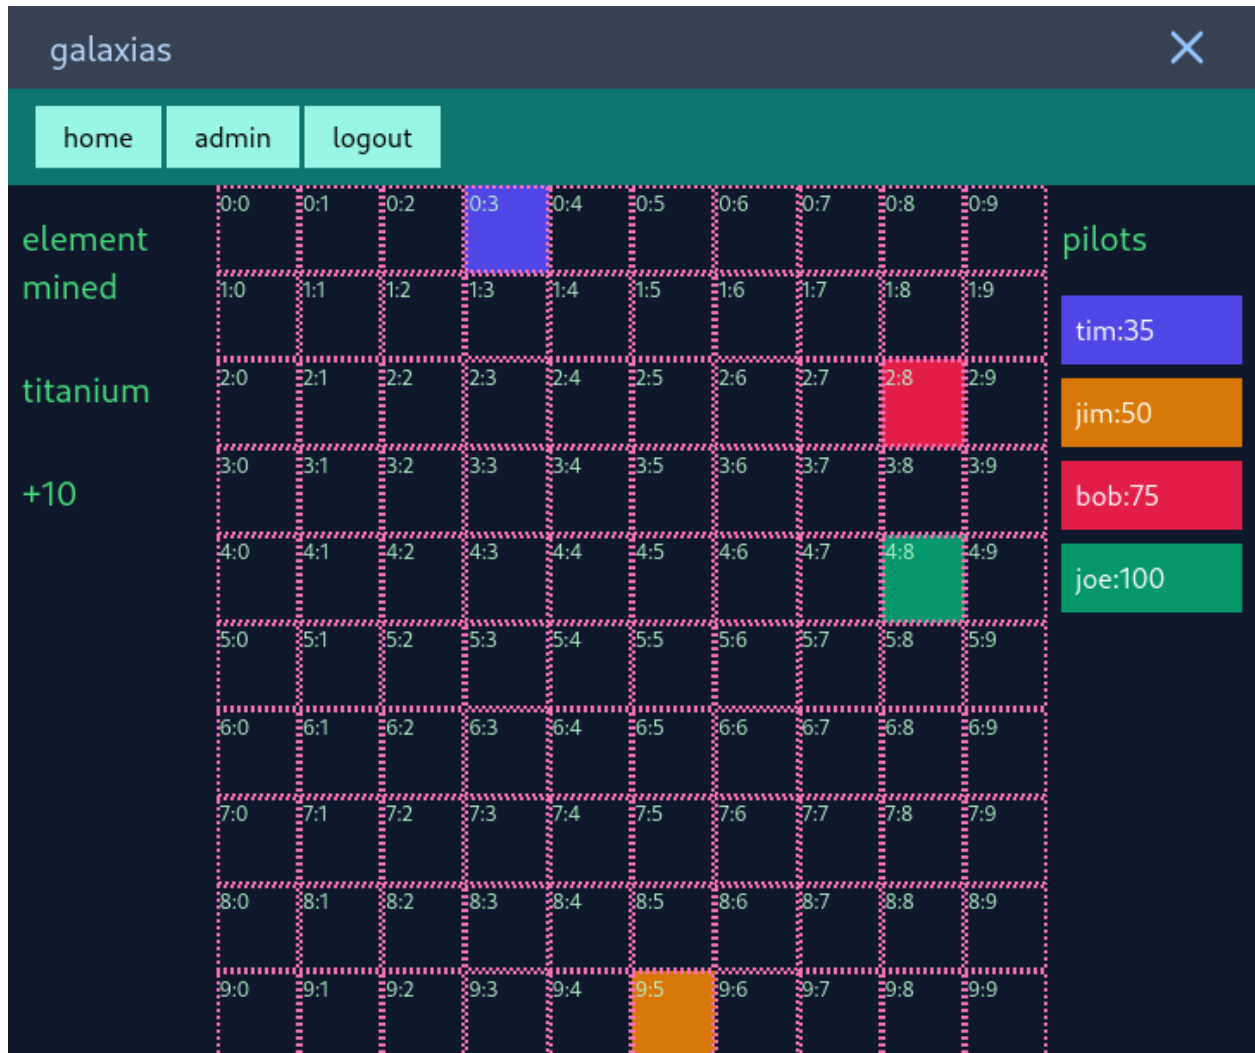 galaxias
home admin logout
element
mined
titanium
+10
0:0 0:1 0:2 0:3 0:4 0:5 0:6 0:7 0:8 0:9
1:0 1:1 1:2 1:3 1:4 1:5 1:6 1:7 1:8 1:9
2:0 2:1 2:2 2:3 2:4 2:5 2:6 2:7 2:8 2:9
3:0 3:1 3:2 3:3 3:4 3:5 3:6 3:7 3:8 3:9
4:0 4:1 4:2 4:3 4:4 4:5 4:6 4:7 4:8 4:9
5:0 5:1 5:2 5:3 5:4 5:5 5:6 5:7 5:8 5:9
6:0 6:1 6:2 6:3 6:4 6:5 6:6 6:7 6:8 6:9
7:0 7:1 7:2 7:3 7:4 7:5 7:6 7:7 7:8 7:9
8:0 8:1 8:2 8:3 8:4 8:5 8:6 8:7 8:8 8:9
9:0 9:1 9:2 9:3 9:4 9:5 9:6 9:7 9:8 9:9
pilots
tim:35
jim:50
bob:75
joe:100